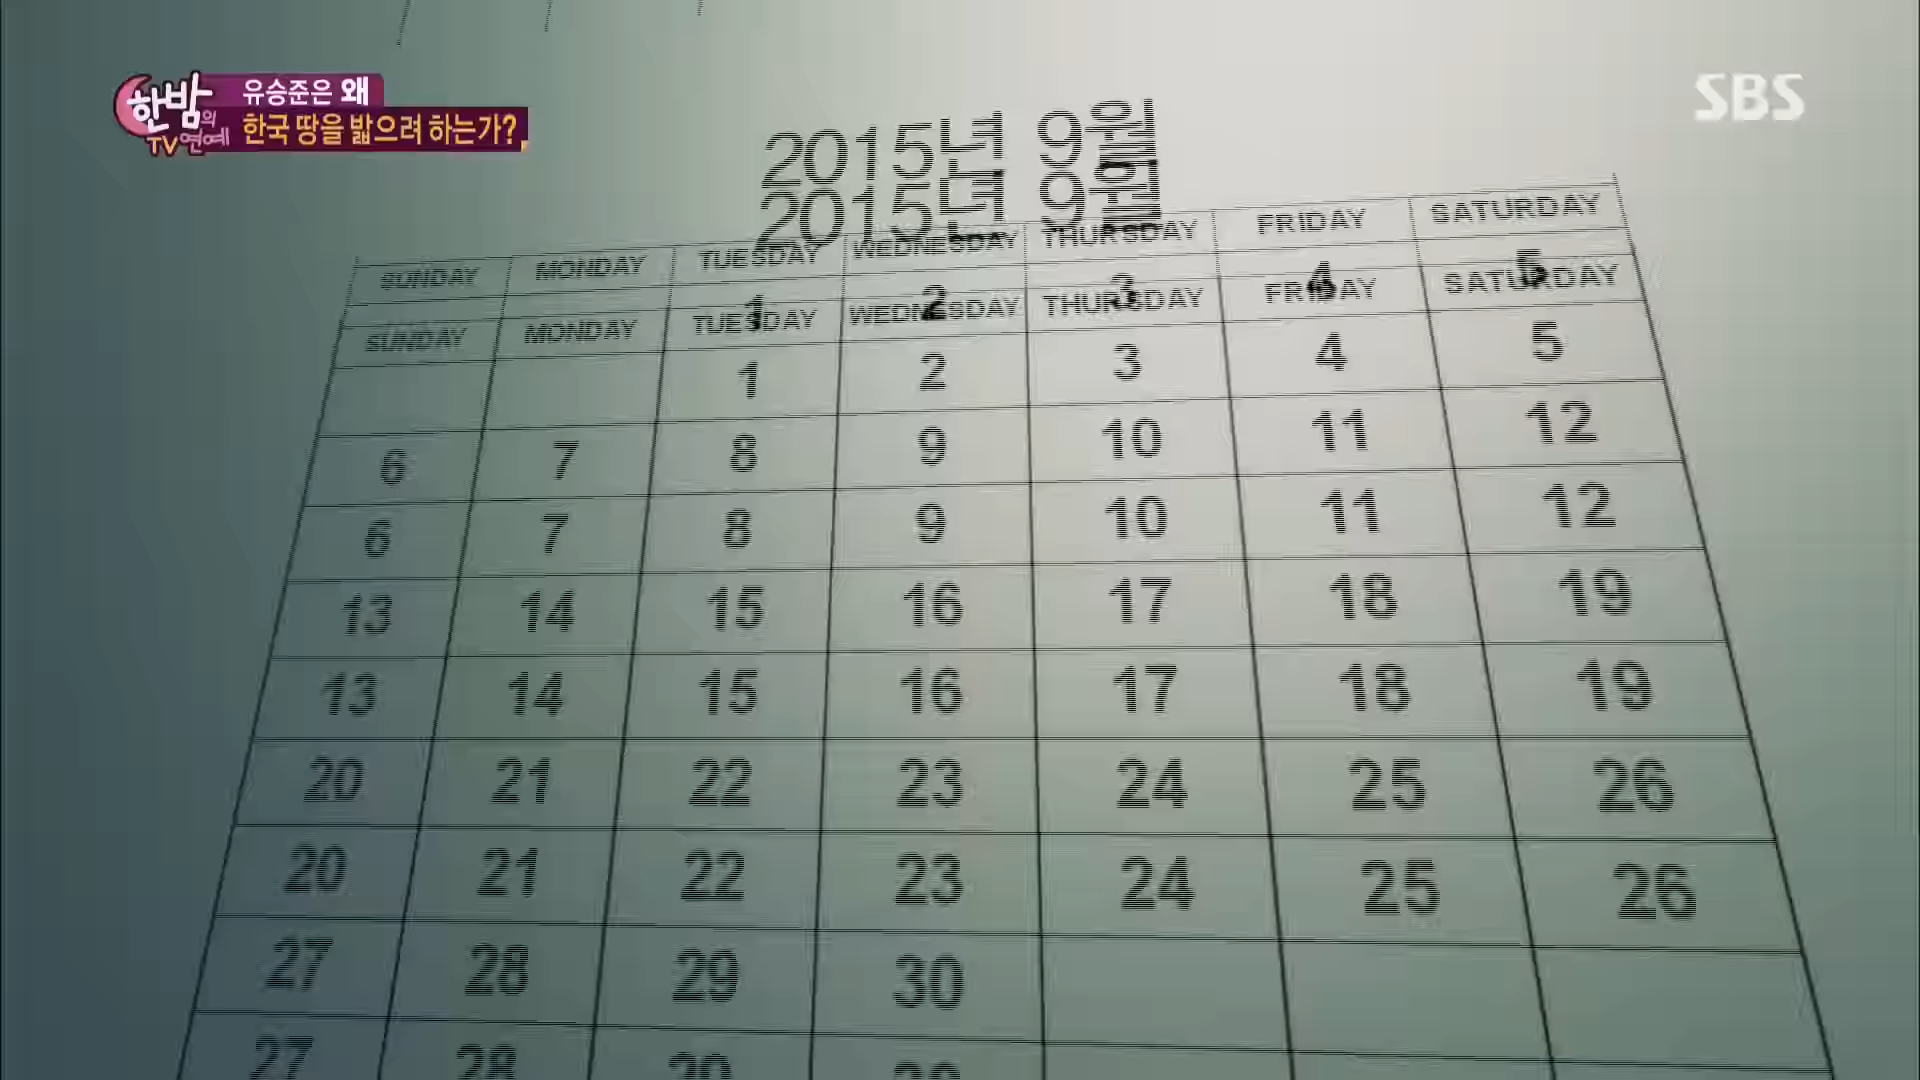 한밤의
TV연예
유승준은 왜
한국 땅을 밟으려 하는가?
SBS
2015년 9월
2015년 9월
SUNDAY MONDAY TUESDAY WEDNESDAY THURSDAY FRIDAY SATURDAY
1 2 3 4 5
SUNDAY MONDAY TUESDAY WEDNESDAY THURSDAY FRIDAY SATURDAY
1 2 3 4 5
6 7 8 9 10 11 12
6 7 8 9 10 11 12
13 14 15 16 17 18 19
13 14 15 16 17 18 19
20 21 22 23 24 25 26
20 21 22 23 24 25 26
27 28 29 30
27 28 29 30